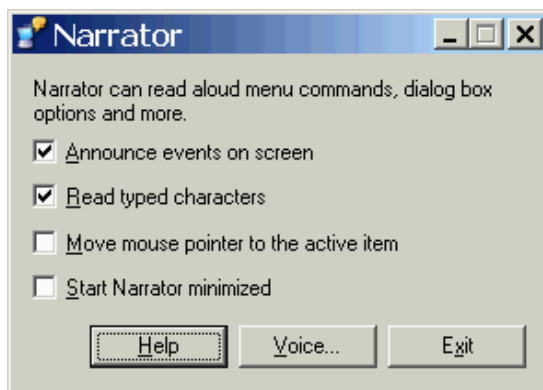 Narrator
Narrator can read aloud menu commands, dialog box
options and more.
Announce events on screen
Read typed characters
Move mouse pointer to the active item
Start Narrator minimized
Help Voice... Exit